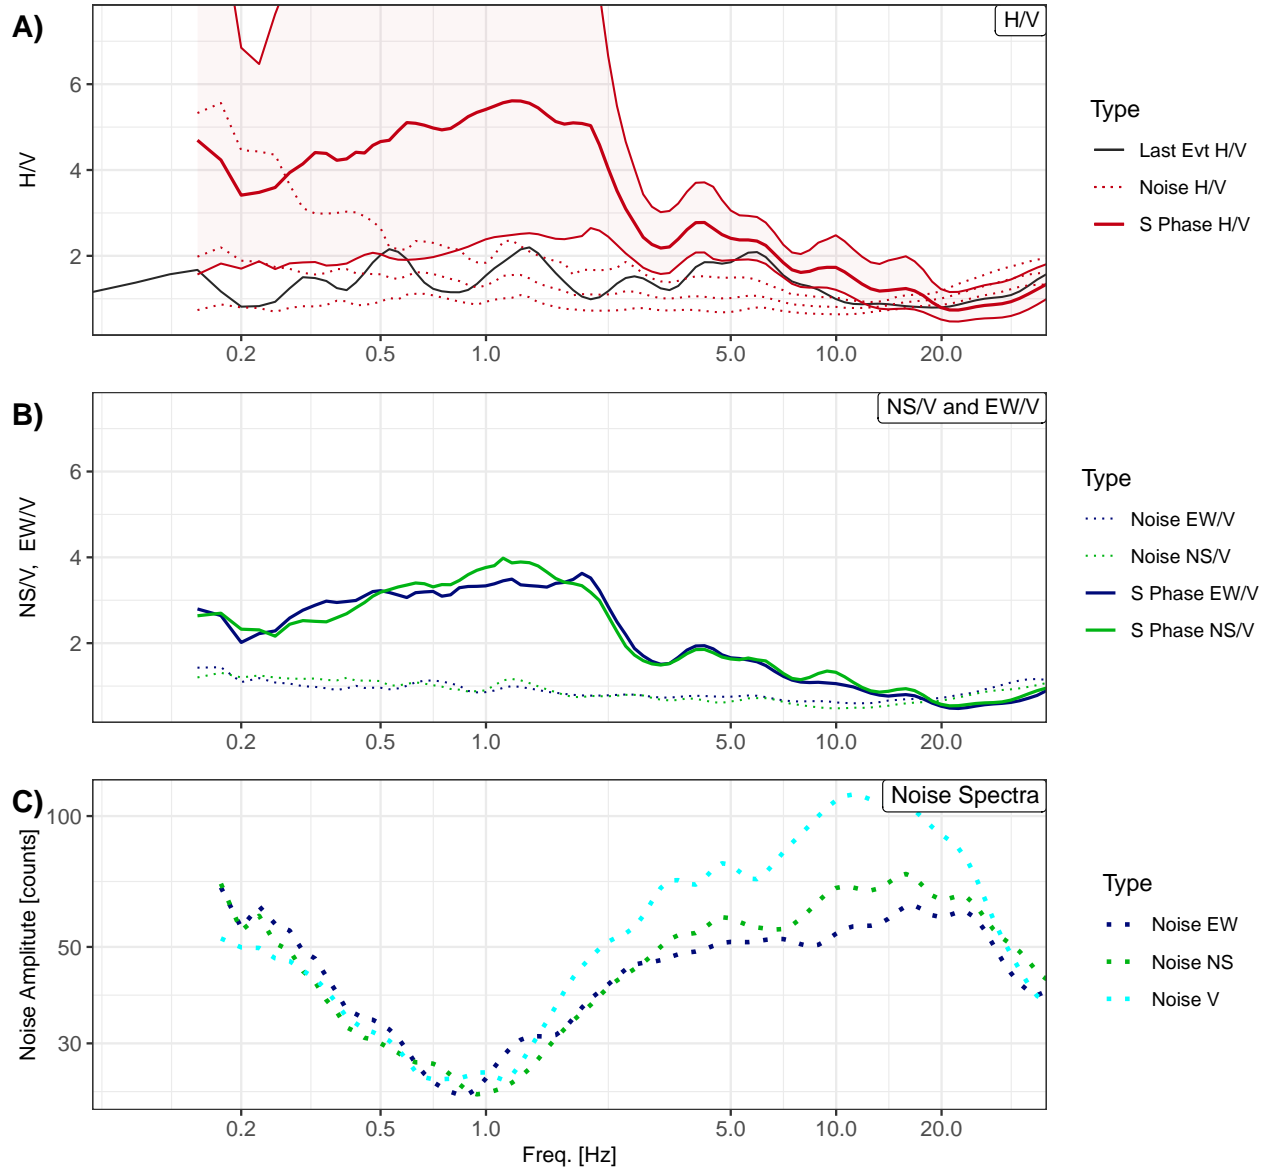 A)
H/V
6
4
2
H/V
0.2 0.5 1.0 5.0 10.0 20.0
Type
Last Evt H/V
Noise H/V
S Phase H/V
B)
NS/V and EW/V
6
4
2
NS/V, EW/V
0.2 0.5 1.0 5.0 10.0 20.0
Type
Noise EW/V
Noise NS/V
S Phase EW/V
S Phase NS/V
C)
Noise Spectra
100
50
30
Noise Amplitute [counts]
0.2 0.5 1.0 5.0 10.0 20.0
Freq. [Hz]
Type
Noise EW
Noise NS
Noise V